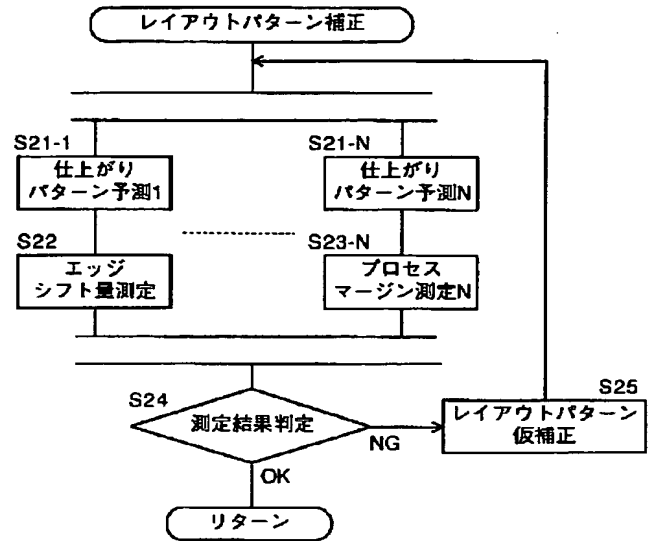 レイアウトパターン補正
S21-1
仕上がり
パターン予測1
S21-N
仕上がり
パターン予測N
S22
エッジ
シフト量測定
S23-N
プロセス
マージン測定N
S24
測定結果判定
NG
OK
S25
レイアウトパターン
仮補正
リターン